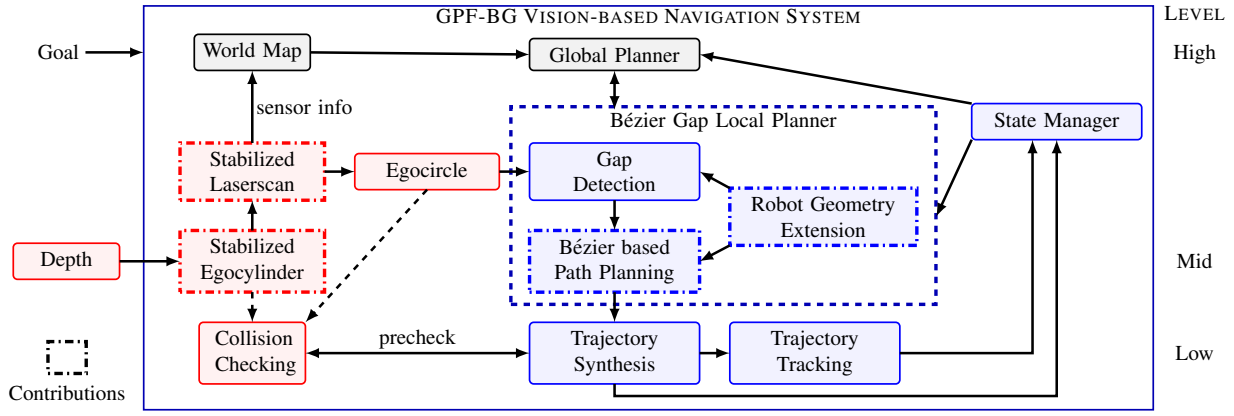 GPF-BG VISION-BASED NAVIGATION SYSTEM
LEVEL
Goal
World Map
Global Planner
High
sensor info
Bézier Gap Local Planner
State Manager
Stabilized
Laserscan
Egocircle
Gap
Detection
Robot Geometry
Extension
Depth
Stabilized
Egocylinder
Bézier based
Path Planning
Mid
Collision
Checking
precheck
Trajectory
Synthesis
Trajectory
Tracking
Low
Contributions